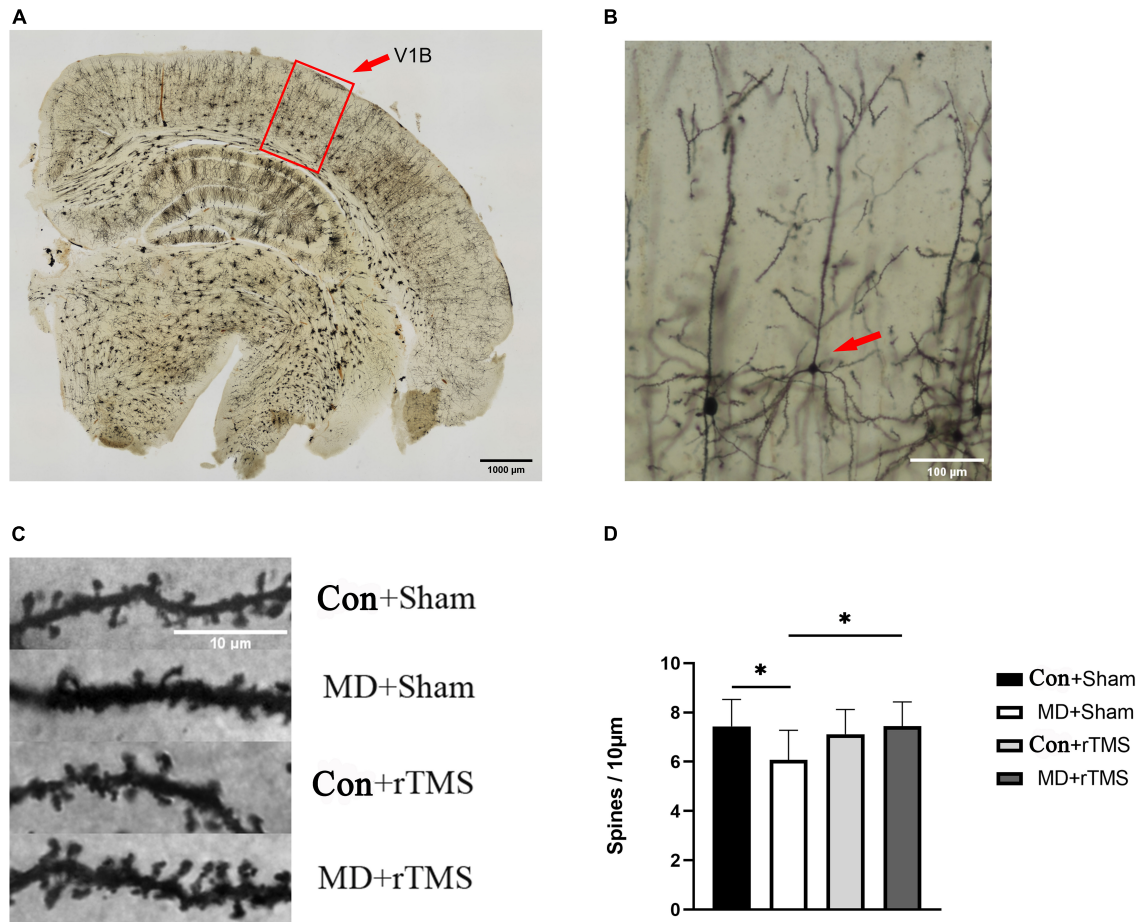 A
V1B
1000 µm
B
100 µm
C
10 µm
Con+Sham
MD+Sham
Con+rTMS
MD+rTMS
D
*
*
Spines / 10µm
10
8
6
4
2
0
Con+Sham
MD+Sham
Con+rTMS
MD+rTMS